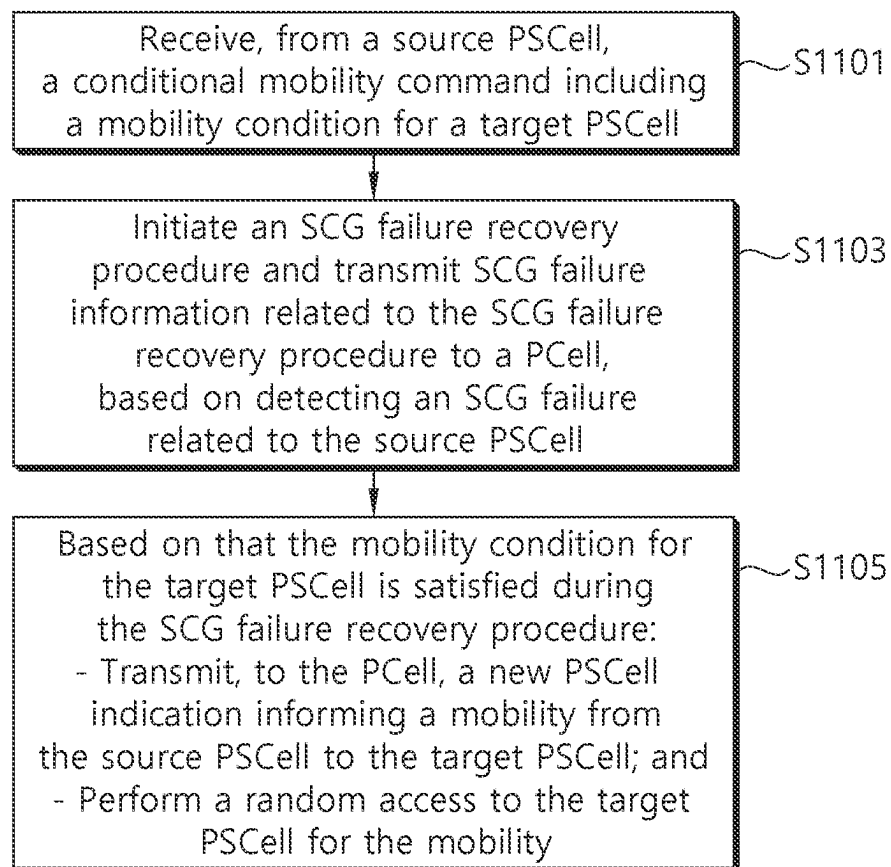 Receive, from a source PSCell,
a conditional mobility command including
a mobility condition for a target PSCell
S1101
Initiate an SCG failure recovery
procedure and transmit SCG failure
information related to the SCG failure
recovery procedure to a PCell,
based on detecting an SCG failure
related to the source PSCell
S1103
Based on that the mobility condition for
the target PSCell is satisfied during
the SCG failure recovery procedure:
- Transmit, to the PCell, a new PSCell
indication informing a mobility from
the source PSCell to the target PSCell; and
- Perform a random access to the target
PSCell for the mobility
S1105